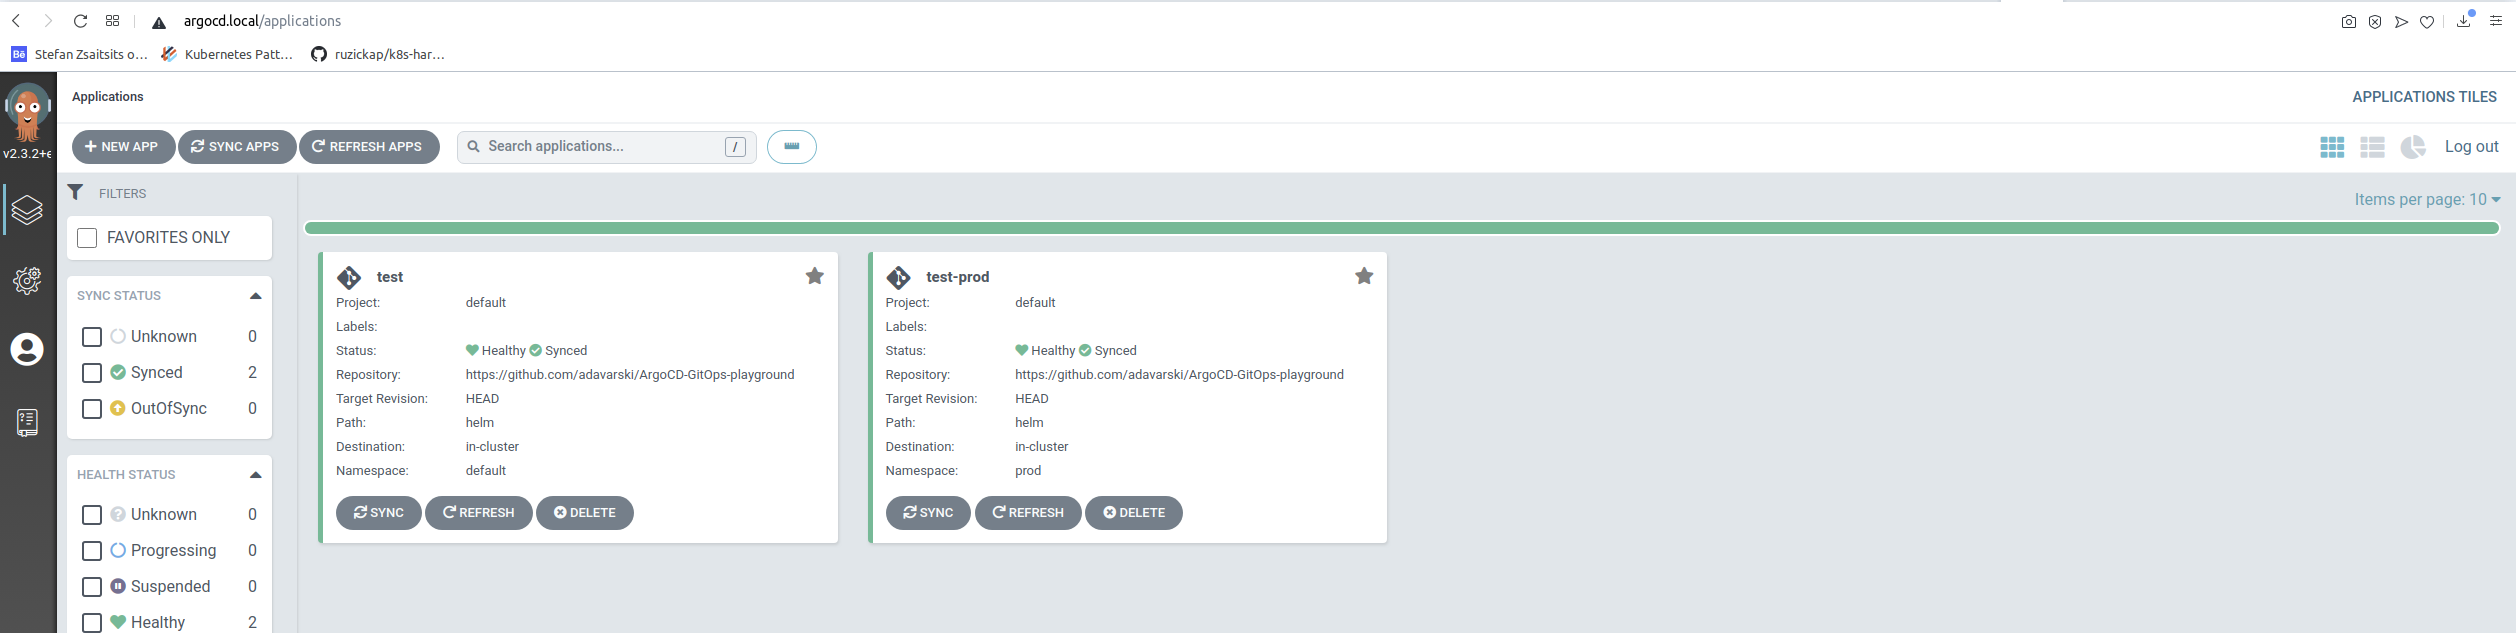 argocd.local/applications
Stefan Zsaitsits o... Kubernetes Patt... ruzickap/k8s-har...
Applications APPLICATIONS TILES
v2.3.2+e
NEW APP SYNC APPS REFRESH APPS Search applications... / Log out
FILTERS
Items per page: 10
FAVORITES ONLY
SYNC STATUS
Unknown 0
Synced 2
OutOfSync 0
HEALTH STATUS
Unknown 0
Progressing 0
Suspended 0
Healthy 2
test
Project: default
Labels:
Status: Healthy Synced
Repository: https://github.com/adavarski/ArgoCD-GitOps-playground
Target Revision: HEAD
Path: helm
Destination: in-cluster
Namespace: default
SYNC REFRESH DELETE
test-prod
Project: default
Labels:
Status: Healthy Synced
Repository: https://github.com/adavarski/ArgoCD-GitOps-playground
Target Revision: HEAD
Path: helm
Destination: in-cluster
Namespace: prod
SYNC REFRESH DELETE